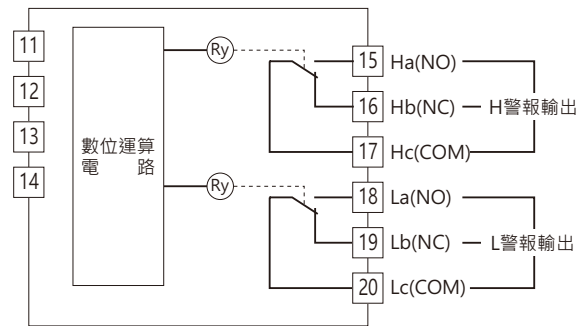 11
12
13
14
數位運算
電 路
Ry
Ry
15 Ha(NO)
16 Hb(NC) H警報輸出
17 Hc(COM)
18 La(NO)
19 Lb(NC) L警報輸出
20 Lc(COM)